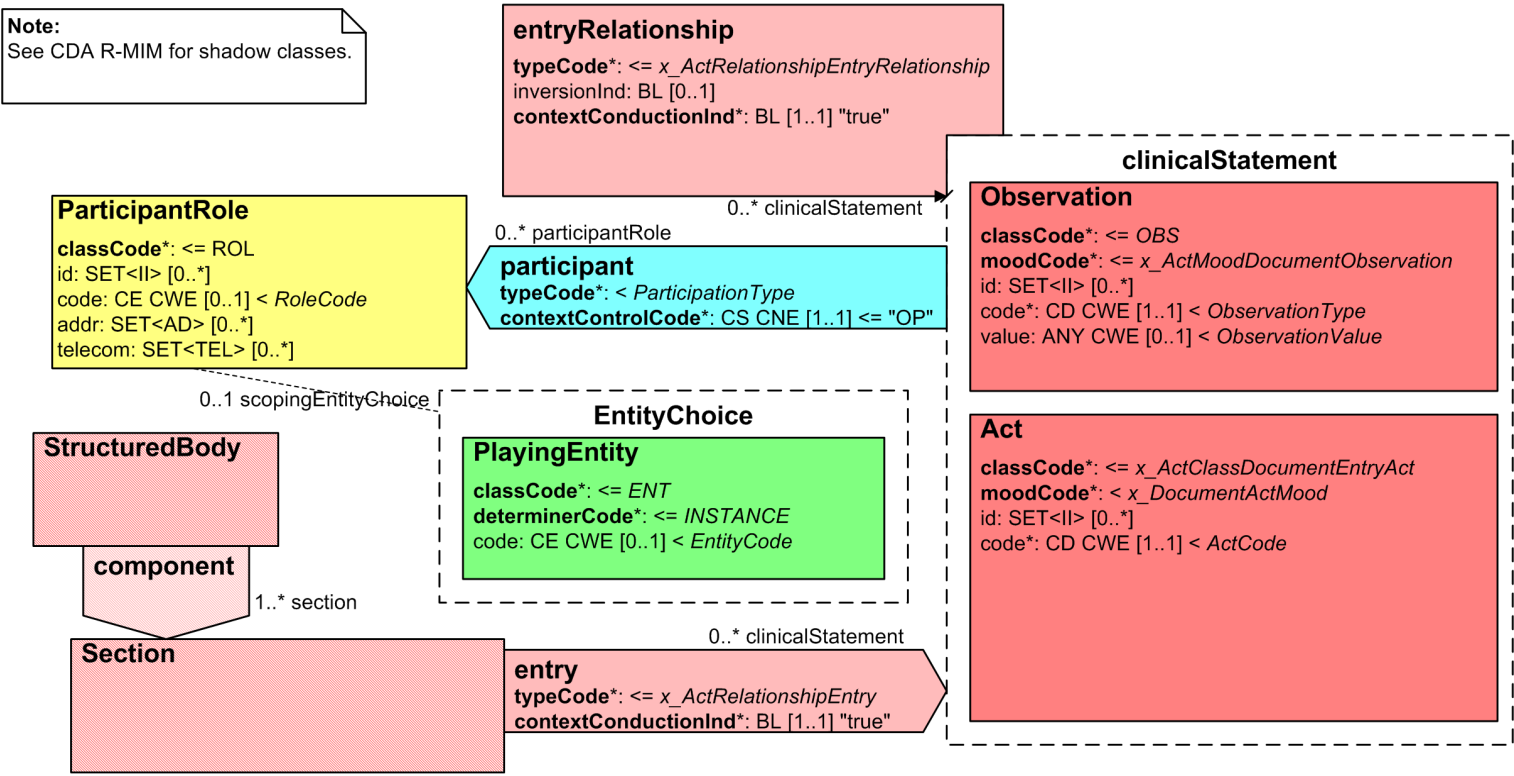 Note:
See CDA R-MIM for shadow classes.
entryRelationship
typeCode*: <= x_ActRelationshipEntryRelationship
inversionInd: BL [0..1]
contextConductionInd*: BL [1..1] "true"
0..* clinicalStatement
clinicalStatement
Observation
classCode*: <= OBS
moodCode*: <= x_ActMoodDocumentObservation
id: SET<II> [0..*]
code*: CD CWE [1..1] < ObservationType
value: ANY CWE [0..1] < ObservationValue
Act
classCode*: <= x_ActClassDocumentEntryAct
moodCode*: < x_DocumentActMood
id: SET<II> [0..*]
code*: CD CWE [1..1] < ActCode
ParticipantRole
classCode*: <= ROL
id: SET<II> [0..*]
code: CE CWE [0..1] < RoleCode
addr: SET<AD> [0..*]
telecom: SET<TEL> [0..*]
0..* participantRole
participant
typeCode*: < ParticipationType
contextControlCode*: CS CNE [1..1] <= "OP"
0..1 scopingEntityChoice
EntityChoice
PlayingEntity
classCode*: <= ENT
determinerCode*: <= INSTANCE
code: CE CWE [0..1] < EntityCode
StructuredBody
component
1..* section
Section
0..* clinicalStatement
entry
typeCode*: <= x_ActRelationshipEntry
contextConductionInd*: BL [1..1] "true"